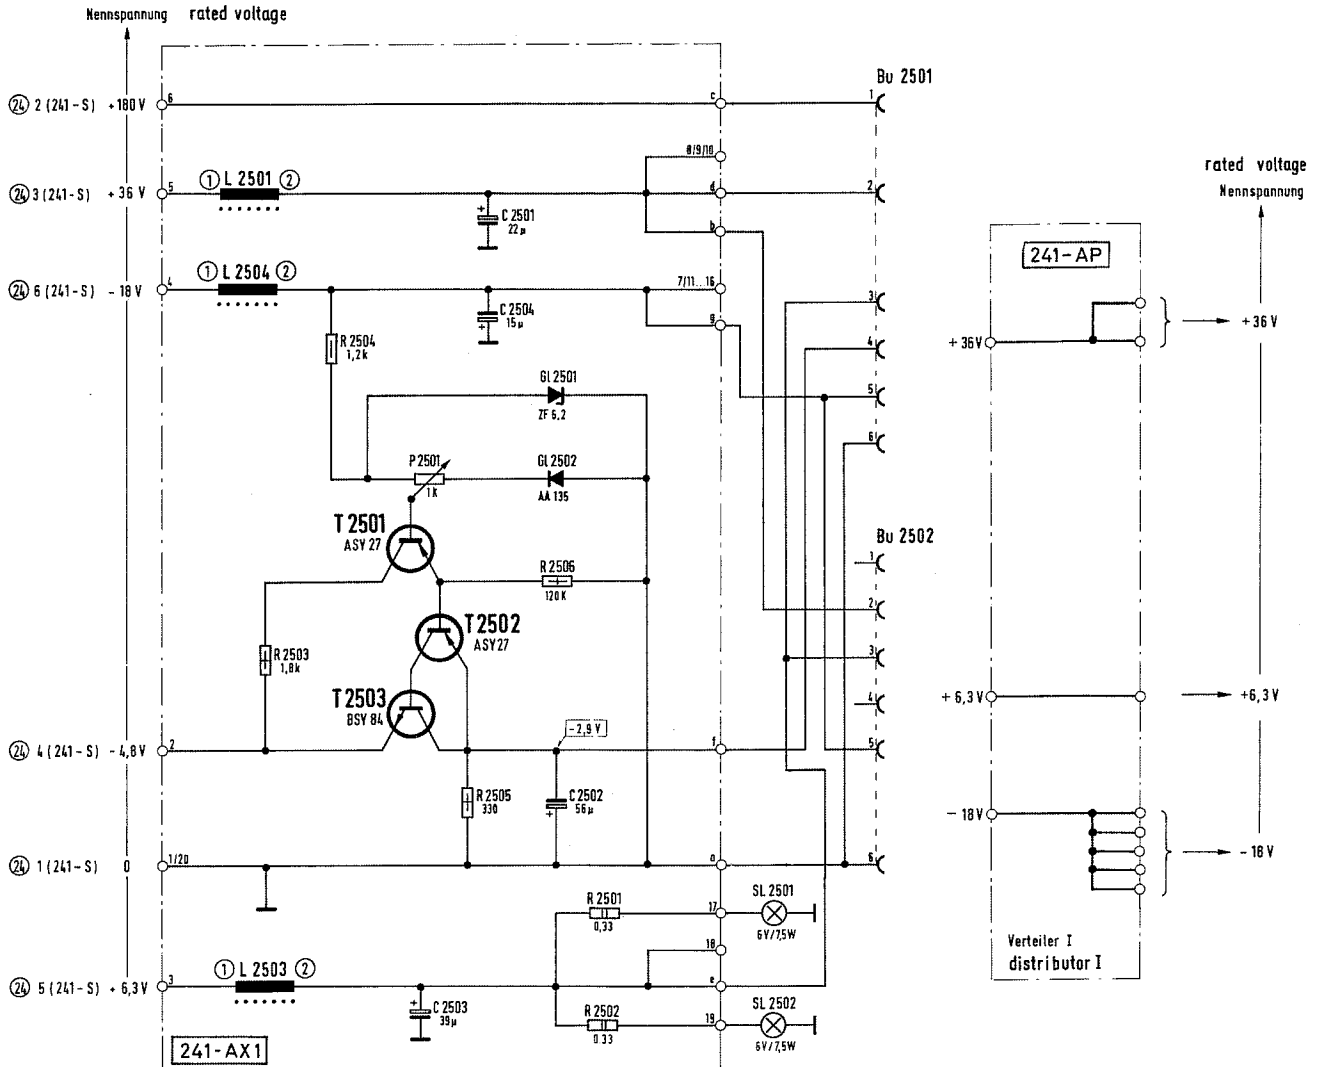 Nennspannung rated voltage
Bu 2501
24 2 (241-S) +180 V 6 c 1
8/9/10
24 3 (241-S) +36 V 5 1 L 2501 2 d 2
+ C 2501
22µ
b
rated voltage
Nennspannung
241-AP
24 6 (241-S) -18 V 4 1 L 2504 2 7/11...16
C 2504
+ 15µ
g
3
+36 V
R 2504
1,2k
4
+36V
Gl 2501
ZF 6,2
5
6
P 2501
1k
Gl 2502
AA 135
T 2501
ASY 27
Bu 2502
1
R 2506
120K
2
T 2502
ASY27
R 2503
1,8k
3
T 2503
BSY 84
4
+6,3V
+6,3V
-2,9 V
24 4 (241-S) -4,8V 2 f 5
R 2505
330
C 2502
56µ
+
-18V
-18 V
24 1 (241-S) 0 1/20 a 6
R 2501
0,33
17
SL 2501
6V/7,5W
18
Verteiler I
distributor I
24 5 (241-S) +6,3V 3 1 L 2503 2 e
+ C 2503
39µ
R 2502
0.33
19
SL 2502
6V/7,5W
241-AX1